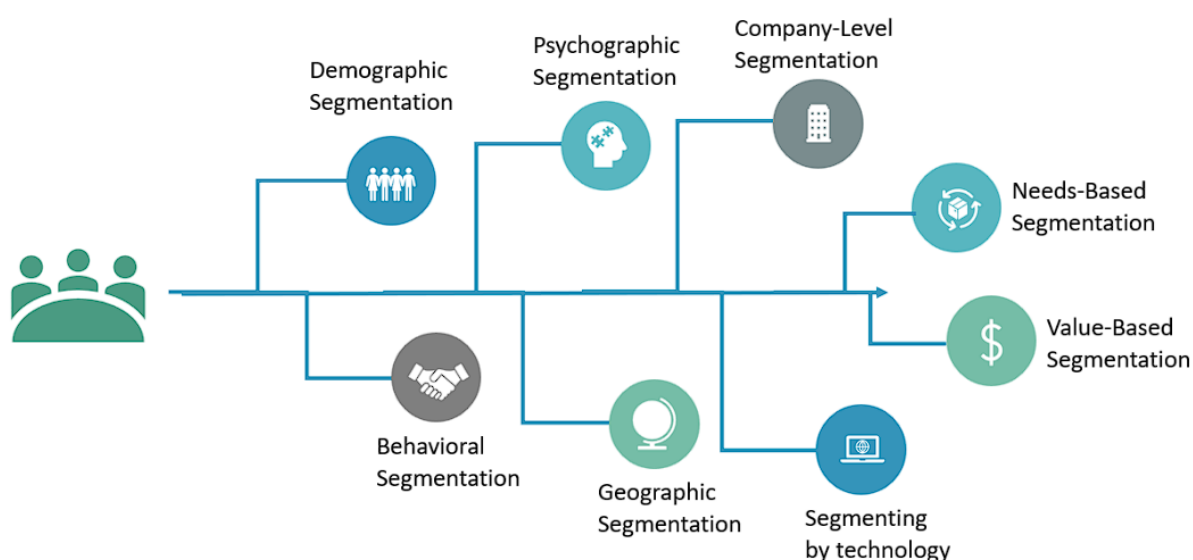 Demographic
Segmentation
Psychographic
Segmentation
Company-Level
Segmentation
Needs-Based
Segmentation
Value-Based
Segmentation
Behavioral
Segmentation
Geographic
Segmentation
Segmenting
by technology